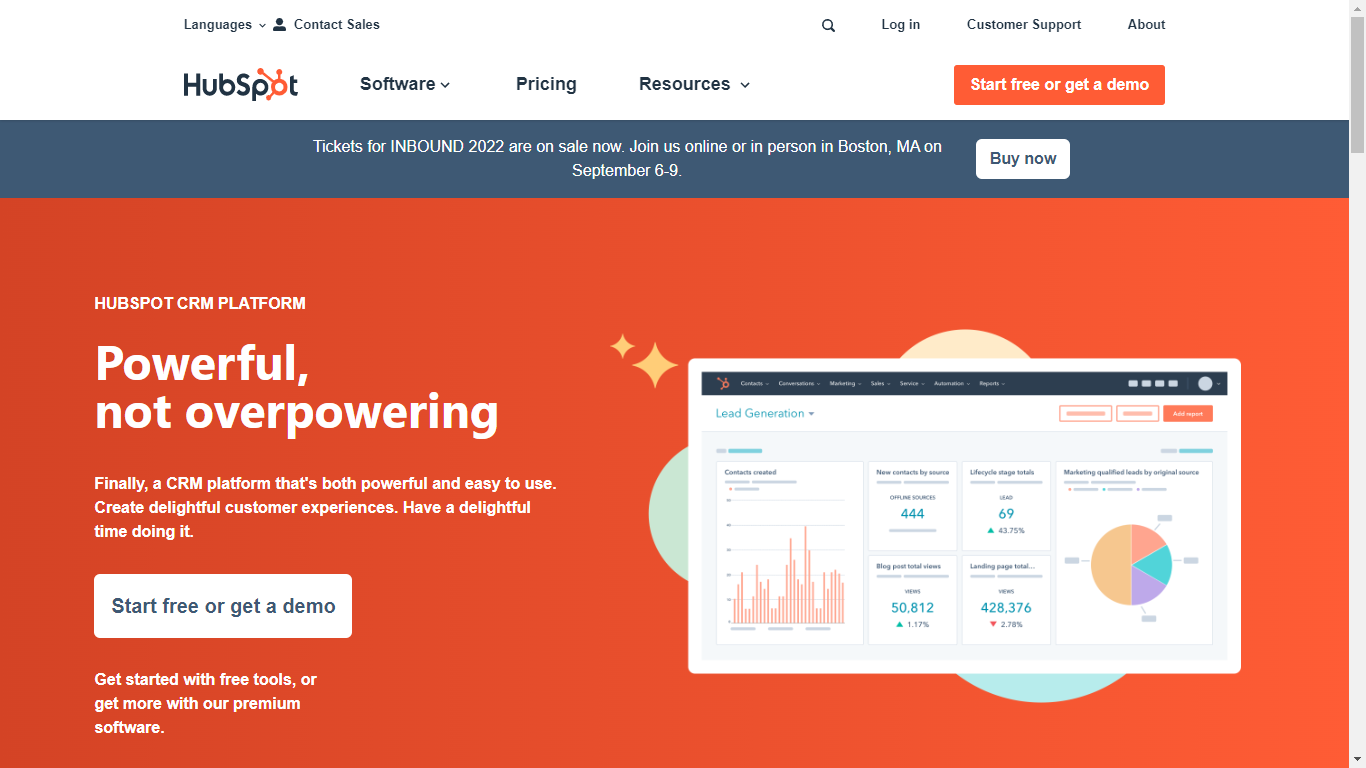 Languages
Contact Sales
Log in
Customer Support
About
HubSpot
Software
Pricing
Resources
Start free or get a demo
Tickets for INBOUND 2022 are on sale now. Join us online or in person in Boston, MA on
September 6-9.
Buy now
HUBSPOT CRM PLATFORM
Powerful,
not overpowering
Finally, a CRM platform that's both powerful and easy to use.
Create delightful customer experiences. Have a delightful
time doing it.
Start free or get a demo
Get started with free tools, or
get more with our premium
software.
Contacts
Conversations
Marketing
Sales
Service
Automation
Reports
Lead Generation
Add report
Contacts created
New contacts by source
OFFLINE SOURCES
444
Lifecycle stage totals
LEAD
69
43.75%
Marketing qualified leads by original source
Blog post total views
VIEWS
50,812
1.17%
Landing page total...
VIEWS
428,376
2.78%